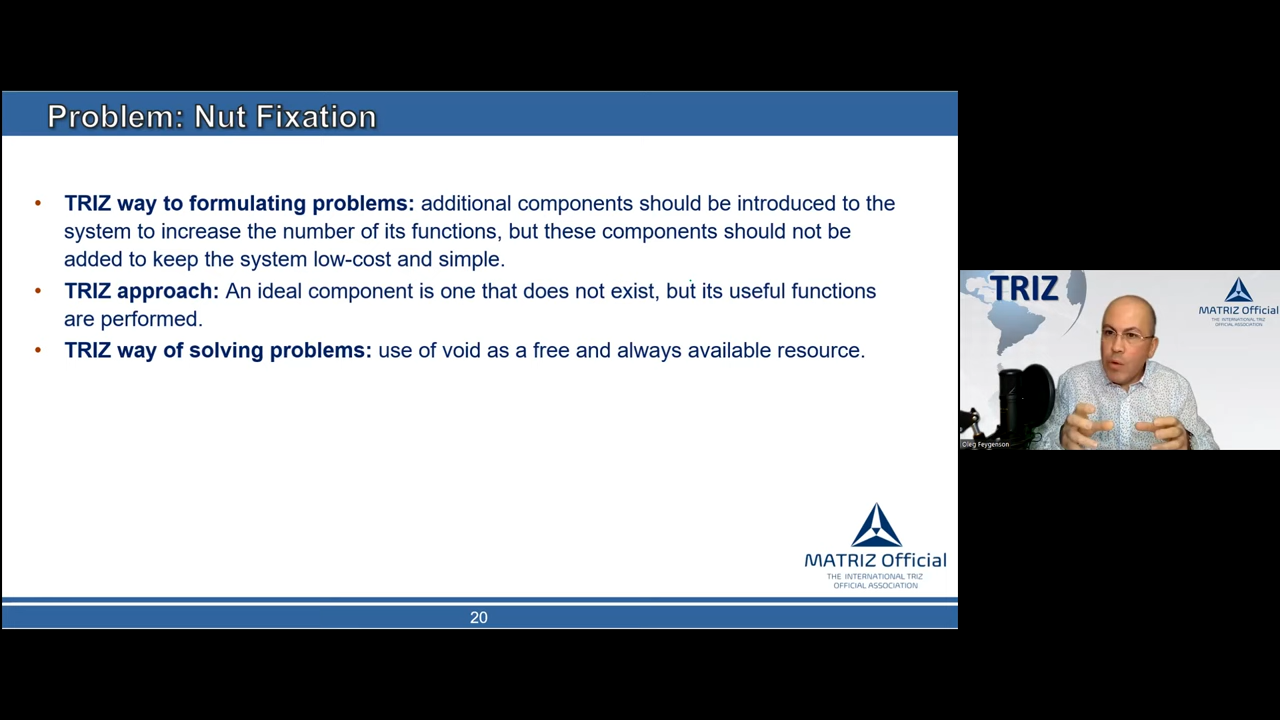 Problem: Nut Fixation
• TRIZ way to formulating problems: additional components should be introduced to the
system to increase the number of its functions, but these components should not be
added to keep the system low-cost and simple.
• TRIZ approach: An ideal component is one that does not exist, but its useful functions
are performed.
• TRIZ way of solving problems: use of void as a free and always available resource.
MATRIZ Official
THE INTERNATIONAL TRIZ
OFFICIAL ASSOCIATION
20
TRIZ
MATRIZ Official
THE INTERNATIONAL TRIZ
OFFICIAL ASSOCIATION
Oleg Feygenson